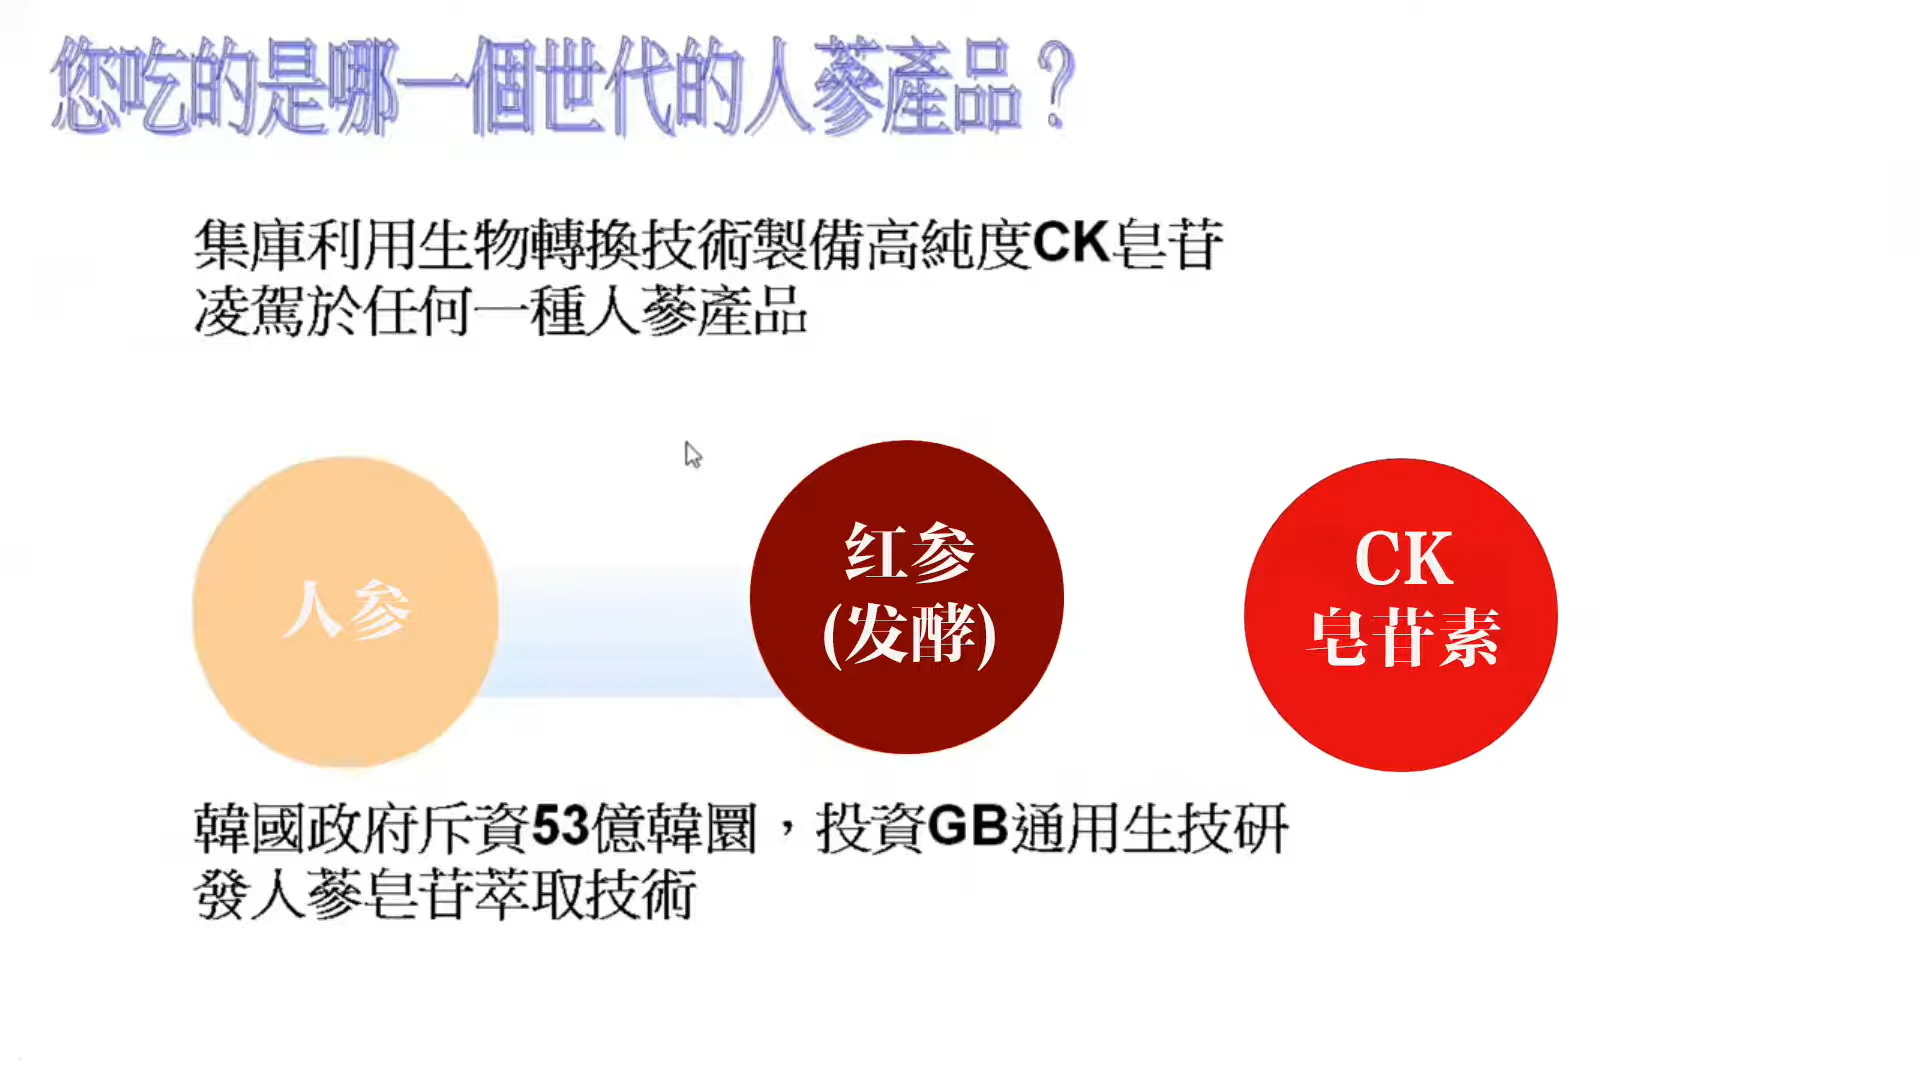 您吃的是哪一個世代的人蔘產品？
集庫利用生物轉換技術製備高純度CK皂苷
凌駕於任何一種人蔘產品
人参
红参
(发酵)
CK
皂苷素
韓國政府斥資53億韓圜，投資GB通用生技研
發人蔘皂苷萃取技術